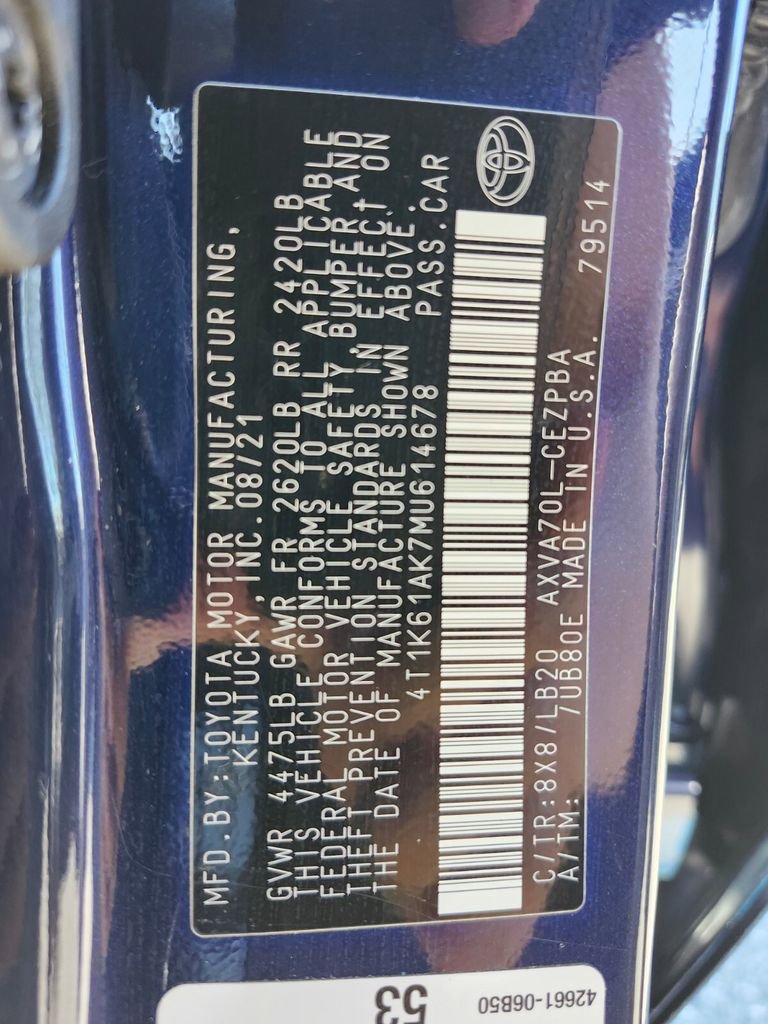 MFD.BY:TOYOTA MOTOR MANUFACTURING,
KENTUCKY,INC.08/21
GVWR 4475LB GAWR FR 2620LB RR 2420LB
THIS VEHICLE CONFORMS TO ALL APPLICABLE
FEDERAL MOTOR VEHICLE SAFETY, BUMPER, AND
THEFT PREVENTION STANDARDS IN EFFECT ON
THE DATE OF MANUFACTURE SHOWN ABOVE.
4T1K61AK7MU614678 PASS.CAR
C/TR:8X8/LB20 AXVA70L-CEZPBA
A/TM: 7UB80E MADE IN U.S.A. 79514
42661-06B50
53